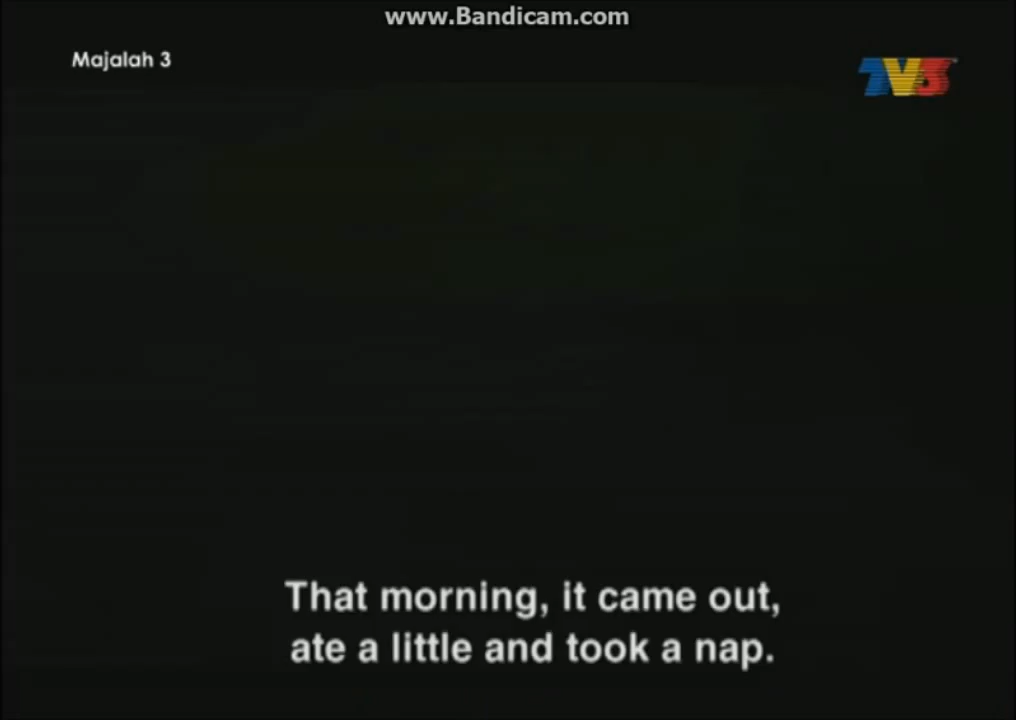 www.Bandicam.com
Majalah 3
TV3
That morning, it came out,
ate a little and took a nap.